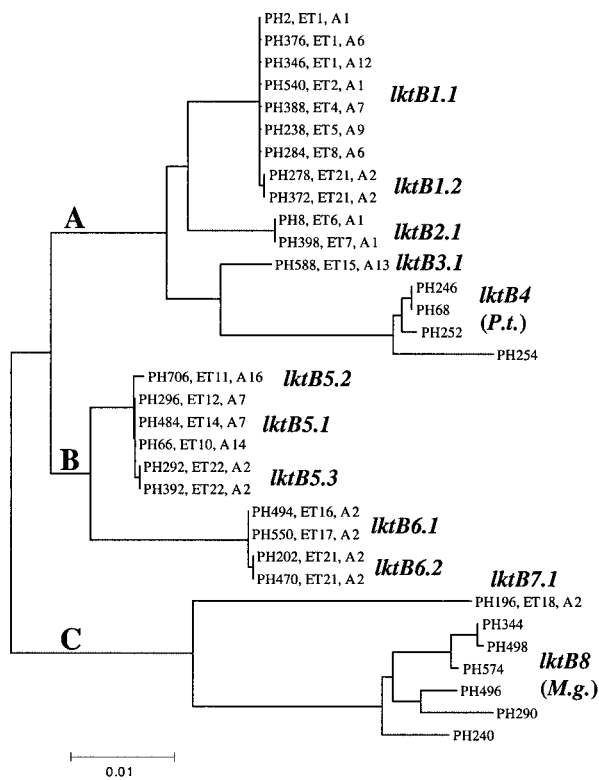 PH2, ET1, A1
PH376, ET1, A6
PH346, ET1, A12
PH540, ET2, A1
PH388, ET4, A7
lktB1.1
PH238, ET5, A9
PH284, ET8, A6
PH278, ET21, A2
PH372, ET21, A2
lktB1.2
A
PH8, ET6, A1
PH398, ET7, A1
lktB2.1
PH588, ET15, A13 lktB3.1
PH246
PH68
PH252
lktB4
(P.t.)
PH254
PH706, ET11, A16 lktB5.2
PH296, ET12, A7
PH484, ET14, A7
lktB5.1
PH66, ET10, A14
B
PH292, ET22, A2
PH392, ET22, A2
lktB5.3
PH494, ET16, A2
PH550, ET17, A2
lktB6.1
PH202, ET21, A2
PH470, ET21, A2
lktB6.2
lktB7.1
PH196, ET18, A2
C
PH344
PH498
PH574
lktB8
(M.g.)
PH496
PH290
PH240
0.01